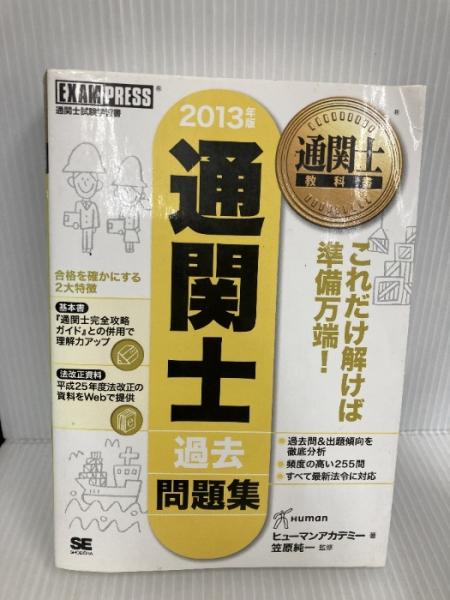 EXAMPRESS®
通関士試験学習書
2013年版
通関士
過去
問題集
通関士
教科書
®
これだけ解けば
準備万端!
合格を確かにする
2大特徴
基本書
『通関士完全攻略
ガイド』との併用で
理解力アップ
法改正資料
平成25年度法改正の
資料をWebで提供
●過去問&出題傾向を
徹底分析
●頻度の高い255問
●すべて最新法令に対応
Human
ヒューマンアカデミー 著
笠原純一 監修
SE
SHOEISHA